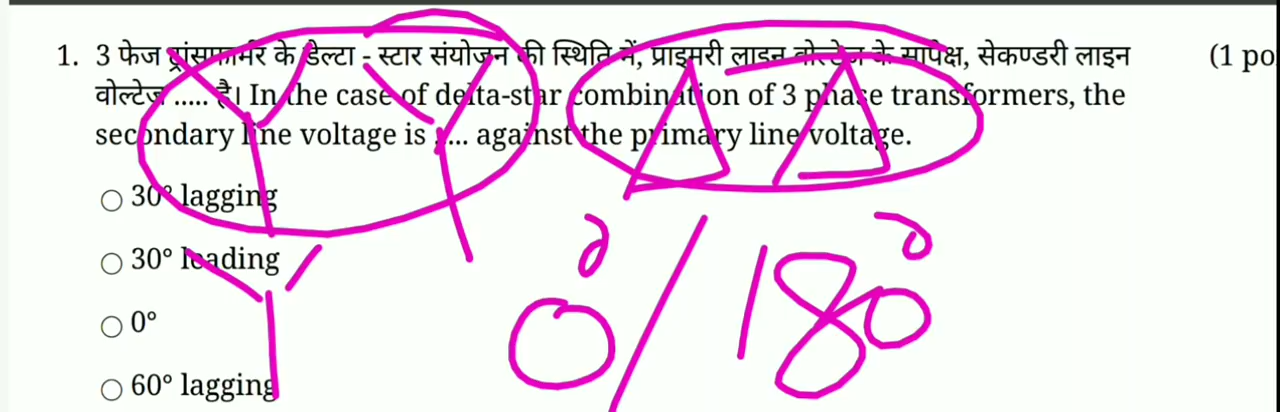 1. 3 फेज ट्रांसफार्मर के डेल्टा - स्टार संयोजन की स्थिति में, प्राइमरी लाइन वोल्टेज के सापेक्ष, सेकण्डरी लाइन (1 po
वोल्टेज ..... है। In the case of delta-star combination of 3 phase transformers, the
secondary line voltage is .... against the primary line voltage.
30° lagging
30° leading
0°
60° lagging
Y Y Δ Δ
0°/180°
Y